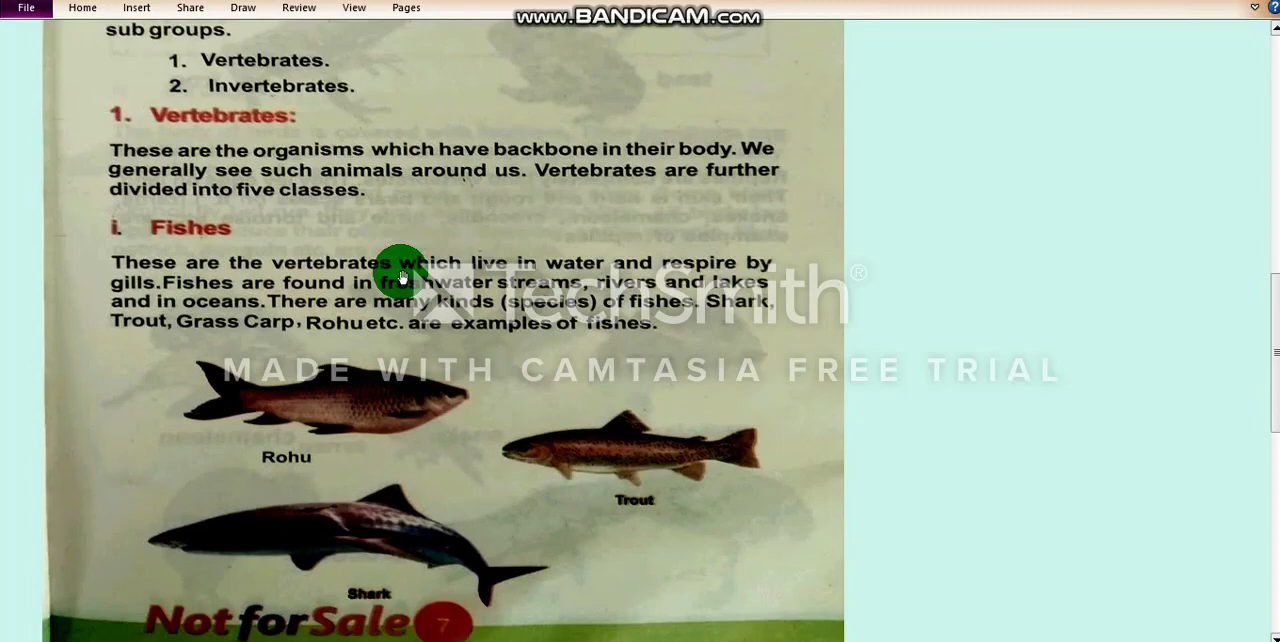 File Home Insert Share Draw Review View Pages
www.BANDICAM.com
sub groups.
1. Vertebrates.
2. Invertebrates.
1. Vertebrates:
These are the organisms which have backbone in their body. We
generally see such animals around us. Vertebrates are further
divided into five classes.
i. Fishes
These are the vertebrates which live in water and respire by
gills.Fishes are found in freshwater streams, rivers and lakes
and in oceans.There are many kinds (species) of fishes. Shark,
Trout, Grass Carp, Rohu etc. are examples of fishes.
TechSmith®
MADE WITH CAMTASIA FREE TRIAL
Rohu
Trout
Shark
Not for Sale 7